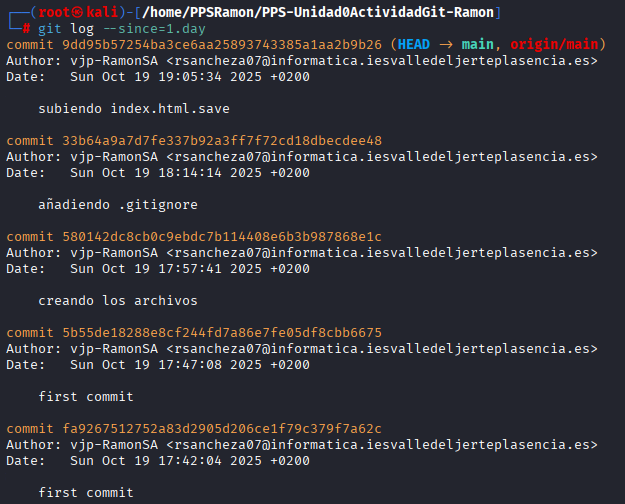 ┌──(root㉿kali)-[/home/PPSRamon/PPS-Unidad0ActividadGit-Ramon]
└─# git log --since=1.day
commit 9dd95b57254ba3ce6aa25893743385a1aa2b9b26 (HEAD -> main, origin/main)
Author: vjp-RamonSA <rsancheza07@informatica.iesvalledeljerteplasencia.es>
Date:   Sun Oct 19 19:05:34 2025 +0200

    subiendo index.html.save

commit 33b64a9a7d7fe337b92a3ff7f72cd18dbecdee48
Author: vjp-RamonSA <rsancheza07@informatica.iesvalledeljerteplasencia.es>
Date:   Sun Oct 19 18:14:14 2025 +0200

    añadiendo .gitignore

commit 580142dc8cb0c9ebdc7b114408e6b3b987868e1c
Author: vjp-RamonSA <rsancheza07@informatica.iesvalledeljerteplasencia.es>
Date:   Sun Oct 19 17:57:41 2025 +0200

    creando los archivos

commit 5b55de18288e8cf244fd7a86e7fe05df8cbb6675
Author: vjp-RamonSA <rsancheza07@informatica.iesvalledeljerteplasencia.es>
Date:   Sun Oct 19 17:47:08 2025 +0200

    first commit

commit fa9267512752a83d2905d206ce1f79c379f7a62c
Author: vjp-RamonSA <rsancheza07@informatica.iesvalledeljerteplasencia.es>
Date:   Sun Oct 19 17:42:04 2025 +0200

    first commit